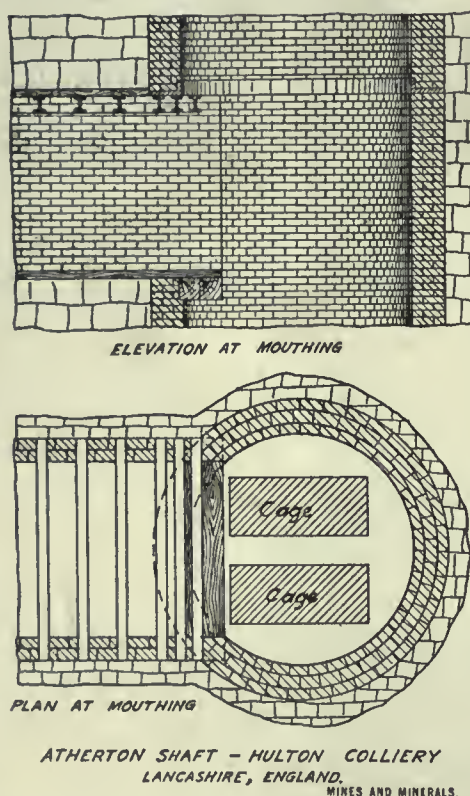 ELEVATION AT MOUTHING
Cage
Cage
PLAN AT MOUTHING
ATHERTON SHAFT – HULTON COLLIERY
LANCASHIRE, ENGLAND.
MINES AND MINERALS.